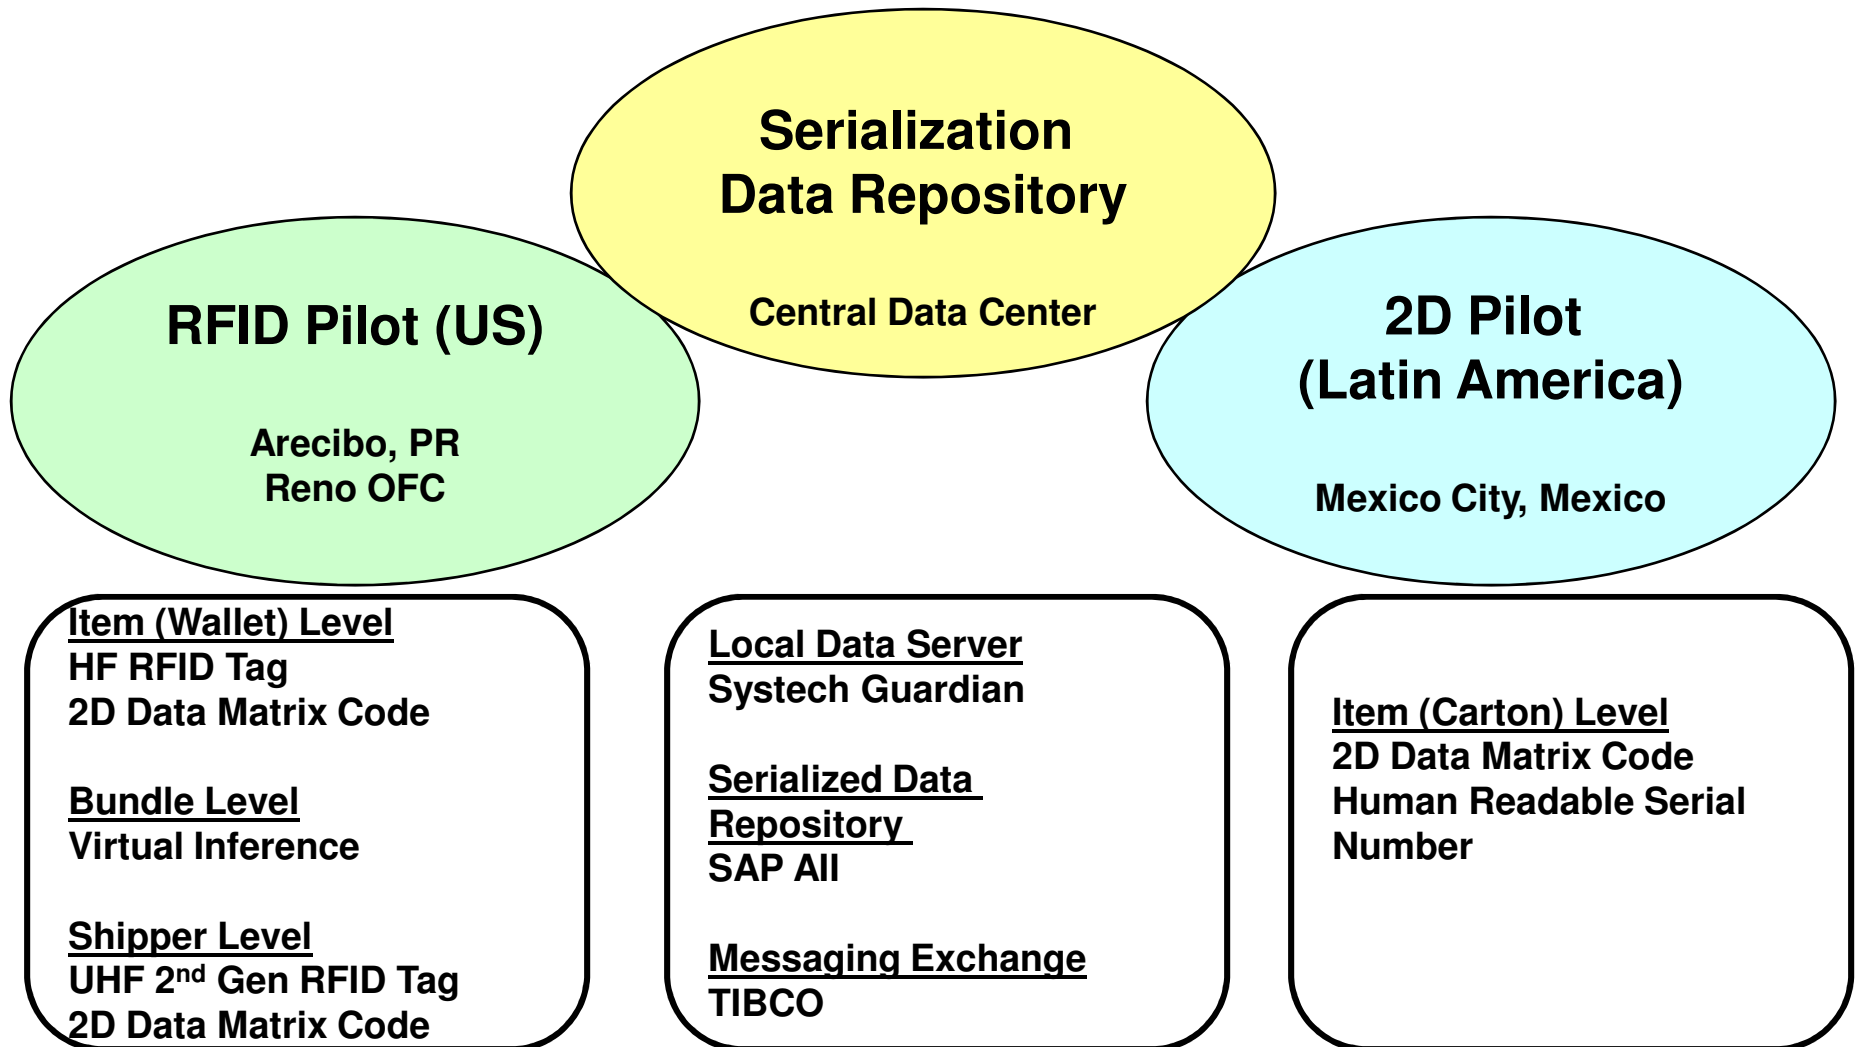 Serialization
Data Repository
Central Data Center
RFID Pilot (US)
Arecibo, PR
Reno OFC
2D Pilot
(Latin America)
Mexico City, Mexico
Item (Wallet) Level
HF RFID Tag
2D Data Matrix Code
Bundle Level
Virtual Inference
Shipper Level
UHF 2nd Gen RFID Tag
2D Data Matrix Code
Local Data Server
Systech Guardian
Serialized Data
Repository
SAP AII
Messaging Exchange
TIBCO
Item (Carton) Level
2D Data Matrix Code
Human Readable Serial
Number